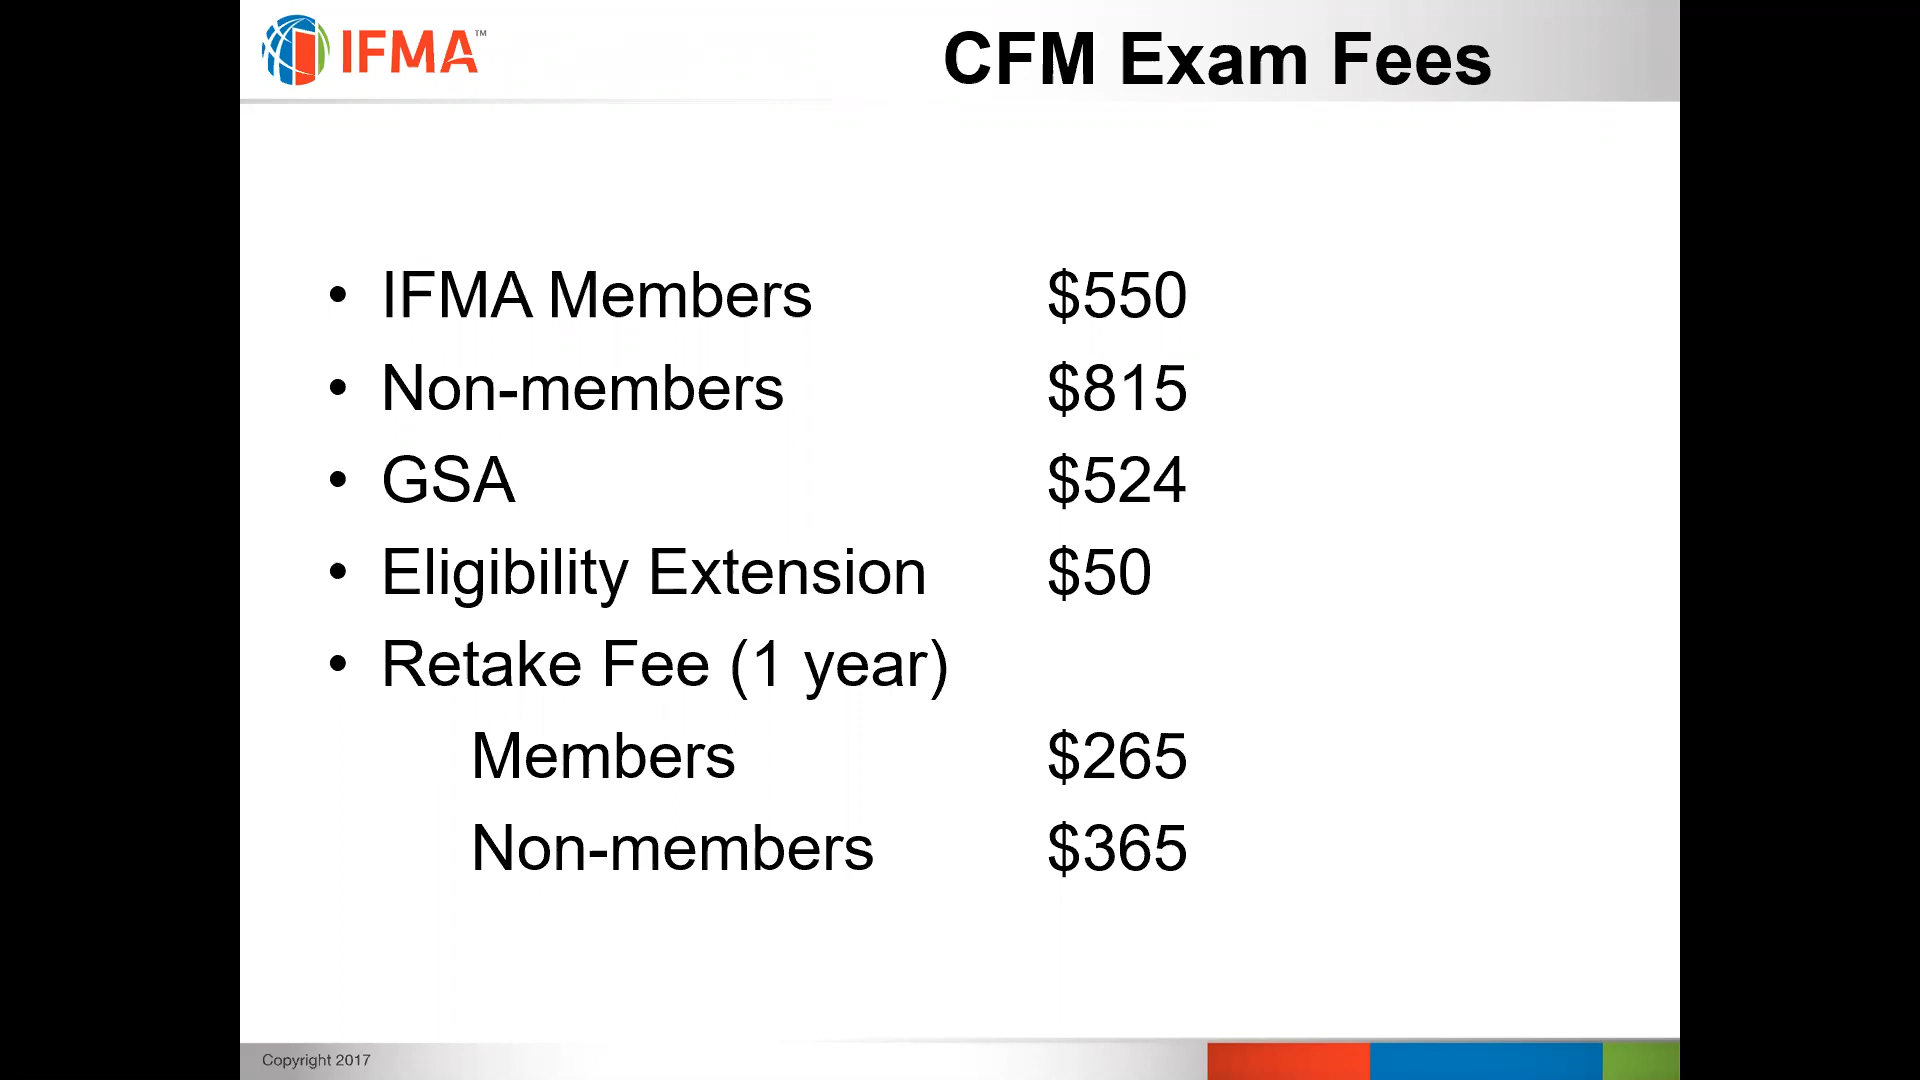 IFMA™
CFM Exam Fees
• IFMA Members $550
• Non-members $815
• GSA $524
• Eligibility Extension $50
• Retake Fee (1 year)
Members $265
Non-members $365
Copyright 2017